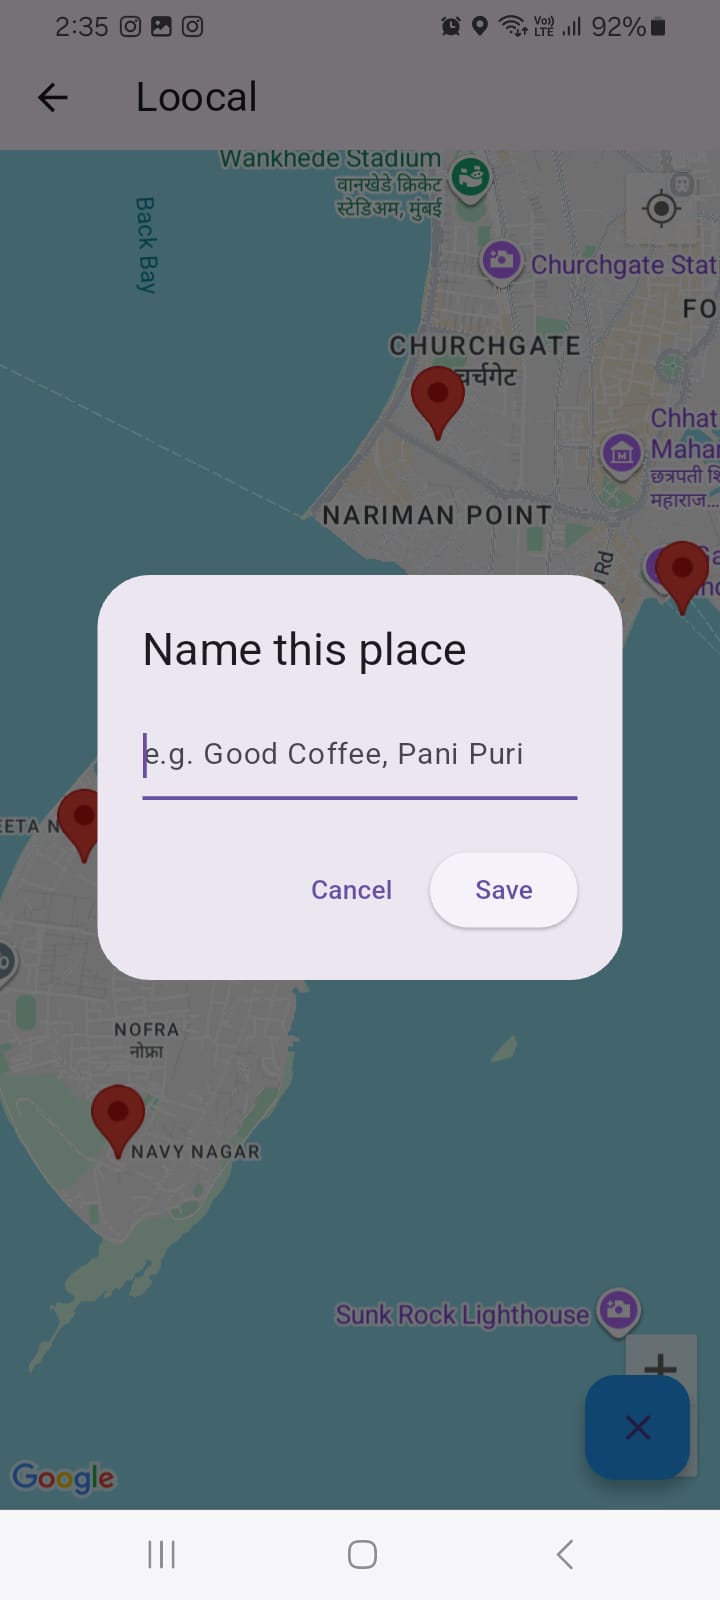 2:35
Vo))
LTE
92%
Loocal
Wankhede Stadium
वानखेडे क्रिकेट
स्टेडिअम, मुंबई
Back Bay
Churchgate Stat
FO
CHURCHGATE
चर्चगेट
Chhat
Mahar
छत्रपती शि
महाराज...
NARIMAN POINT
Rd
Name this place
e.g. Good Coffee, Pani Puri
EETA N
Cancel
Save
NOFRA
नोफ्रा
NAVY NAGAR
Sunk Rock Lighthouse
Google